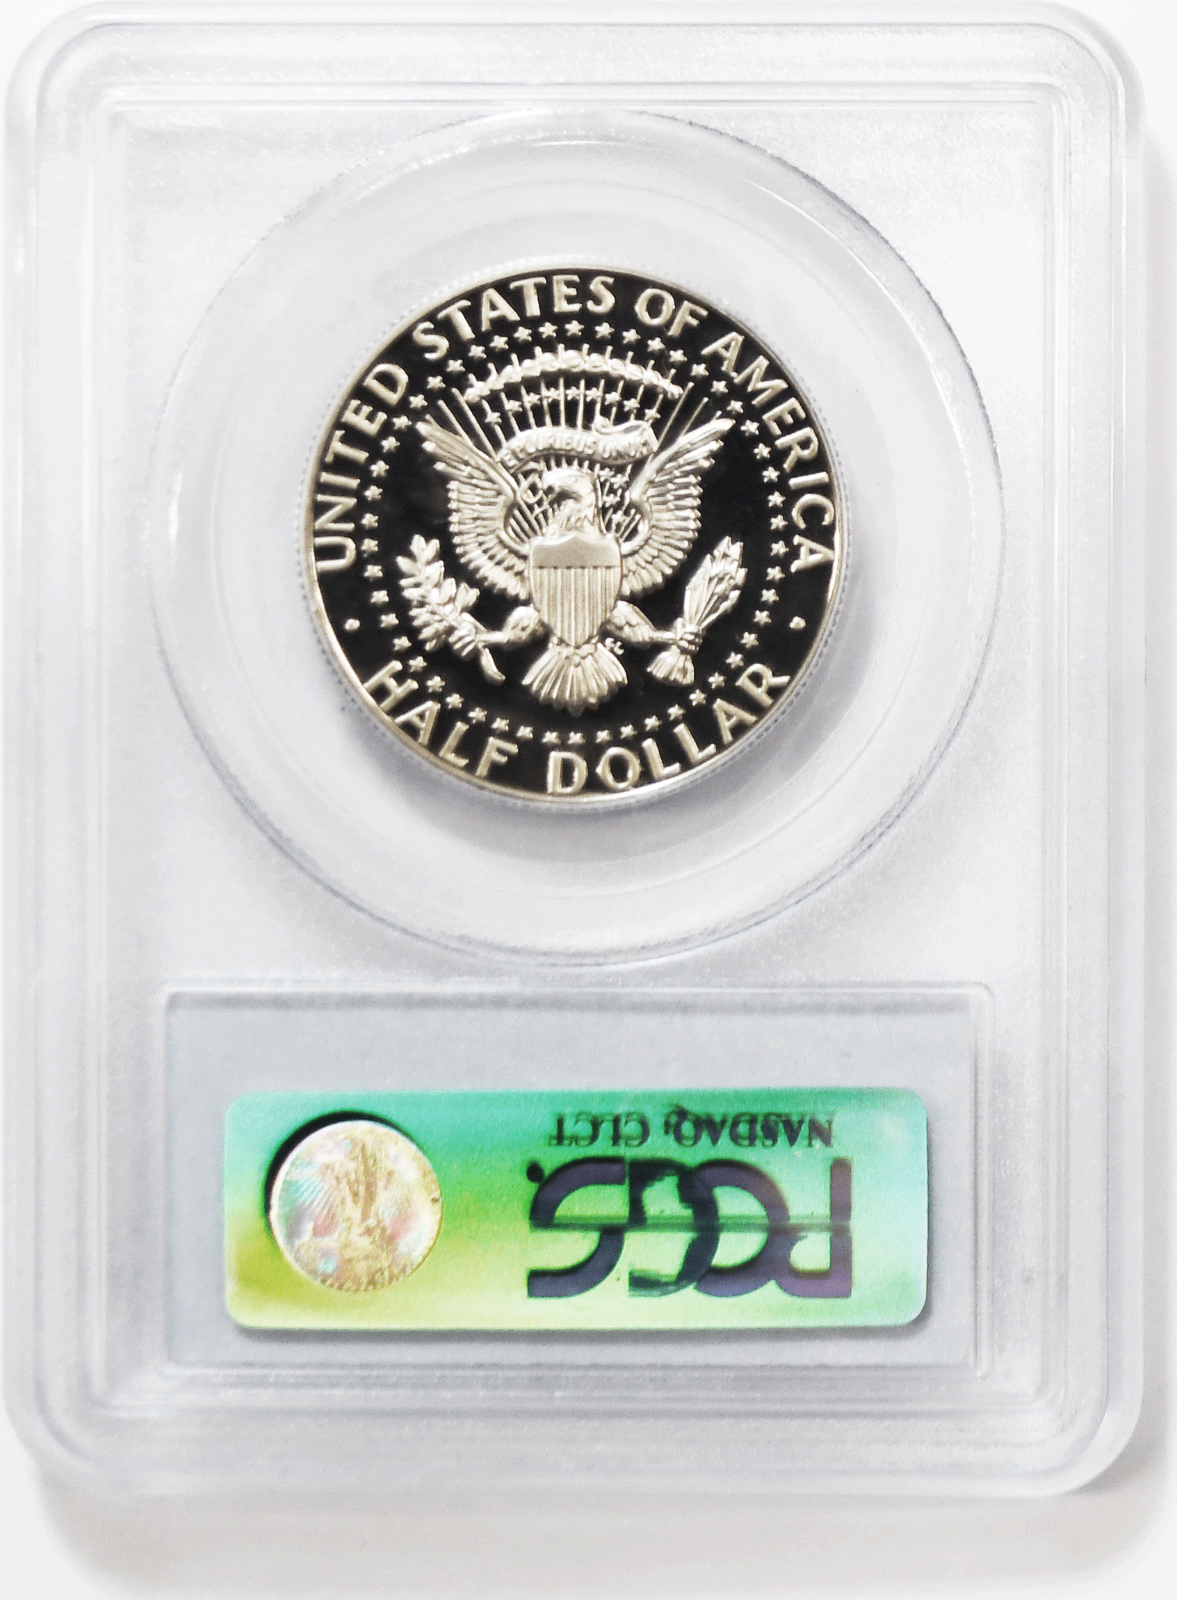 UNITED STATES OF AMERICA
E PLURIBUS UNUM
HALF DOLLAR
PCGS
NASDAQ: CLCT